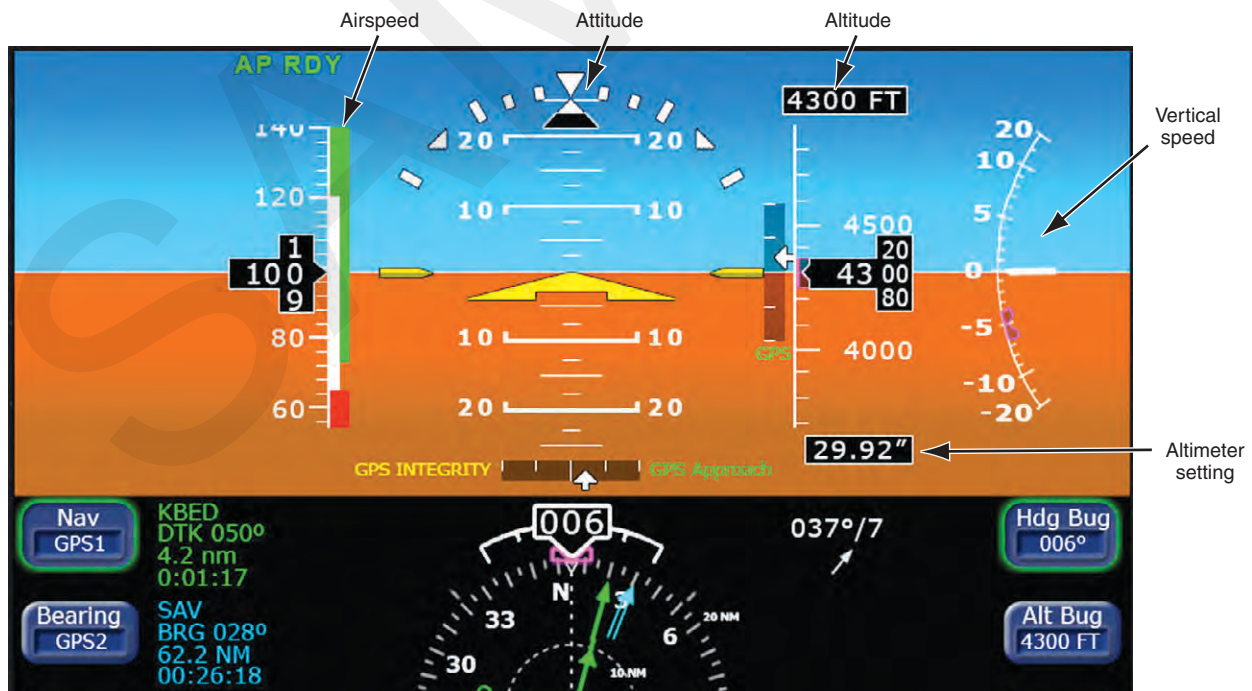 Airspeed
Attitude
Altitude
Vertical speed
Altimeter setting
AP RDY
4300 FT
140
120
1
100
9
80
60
20 20
10 10
10 10
20 20
4500
20
43 00
80
4000
GPS
20
10
5
0
-5
-10
-20
29.92"
GPS INTEGRITY
GPS Approach
Nav
GPS1
KBED
DTK 050º
4.2 nm
0:01:17
Bearing
GPS2
SAV
BRG 028º
62.2 NM
00:26:18
006
N
33
30
3
6
20 NM
10 NM
037°/7
Hdg Bug
006º
Alt Bug
4300 FT